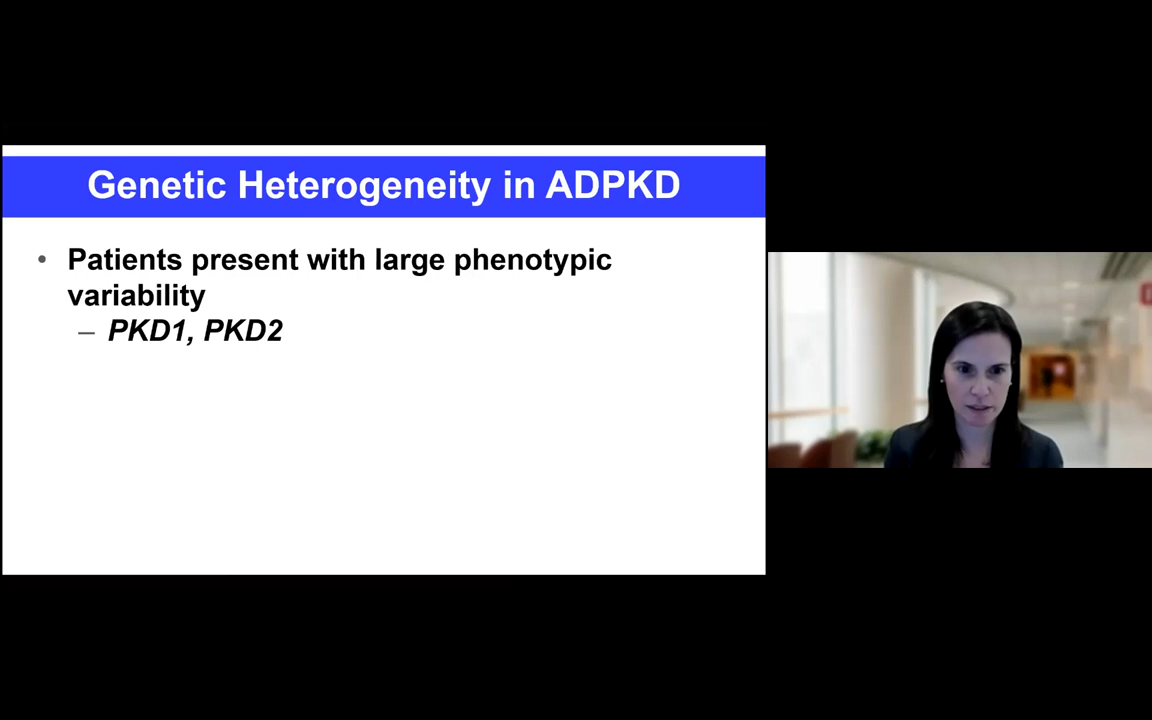 Genetic Heterogeneity in ADPKD
• Patients present with large phenotypic
variability
– PKD1, PKD2